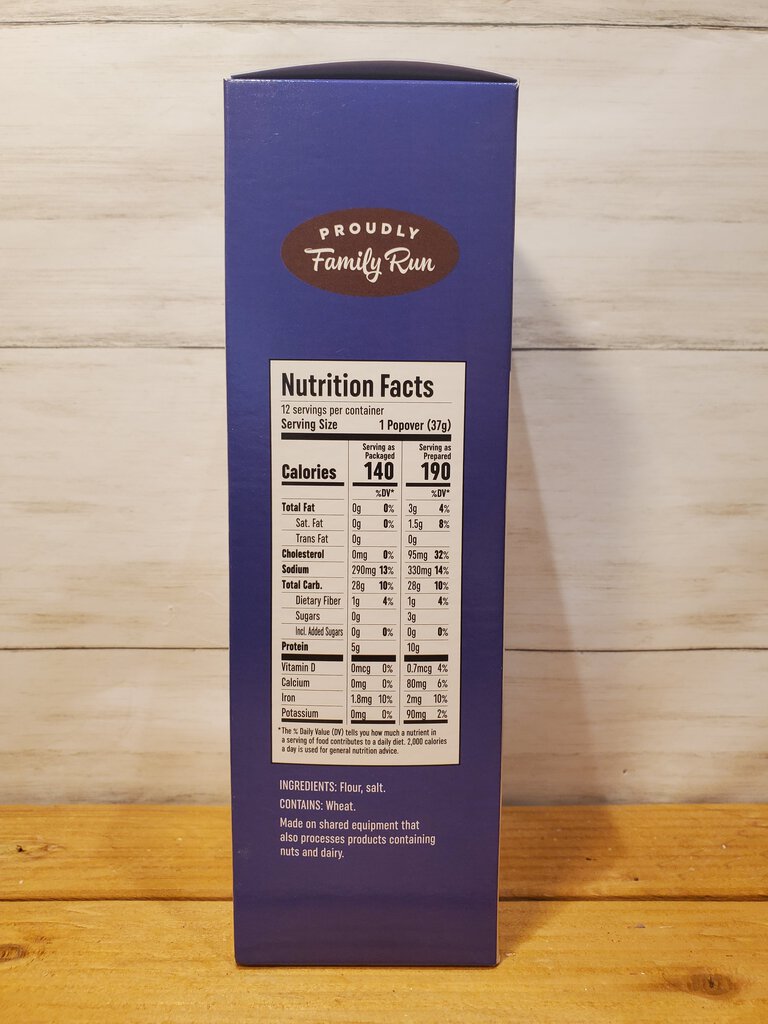 PROUDLY
Family Run
Nutrition Facts
12 servings per container
Serving Size 1 Popover (37g)
Serving as Packaged Serving as Prepared
Calories 140 190
%DV* %DV*
Total Fat 0g 0% 3g 4%
Sat. Fat 0g 0% 1.5g 8%
Trans Fat 0g 0g
Cholesterol 0mg 0% 95mg 32%
Sodium 290mg 13% 330mg 14%
Total Carb. 28g 10% 28g 10%
Dietary Fiber 1g 4% 1g 4%
Sugars 0g 3g
Incl. Added Sugars 0g 0% 0g 0%
Protein 5g 10g
Vitamin D 0mcg 0% 0.7mcg 4%
Calcium 0mg 0% 80mg 6%
Iron 1.8mg 10% 2mg 10%
Potassium 0mg 0% 90mg 2%
*The % Daily Value (DV) tells you how much a nutrient in
a serving of food contributes to a daily diet. 2,000 calories
a day is used for general nutrition advice.
INGREDIENTS: Flour, salt.
CONTAINS: Wheat.
Made on shared equipment that
also processes products containing
nuts and dairy.